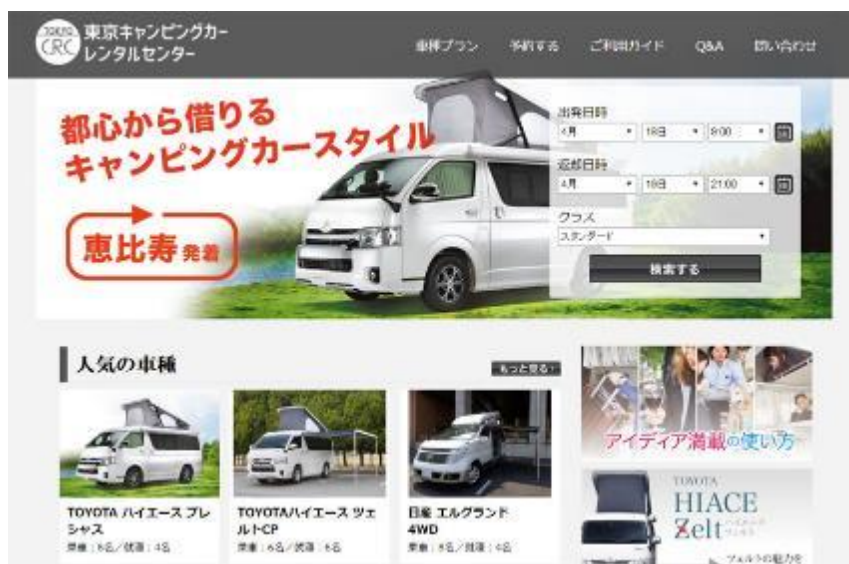 TOKYO
CRC
東京キャンピングカー
レンタルセンター
車種プラン 予約する ご利用ガイド Q&A 問い合わせ
都心から借りる
キャンピングカースタイル
恵比寿発着
出発日時
4月 18日 9:00
返却日時
4月 18日 21:00
クラス
スタンダード
検索する
人気の車種
もっと見る
TOYOTA ハイエース プレ
シャス
乗車:8名/就寝:4名
TOYOTAハイエース ツェ
ルトCP
乗車:6名/就寝:6名
日産 エルグランド
4WD
乗車:8名/就寝:4名
アイディア満載の使い方
TOYOTA
HIACE
Zelt
ツェルトの魅力を